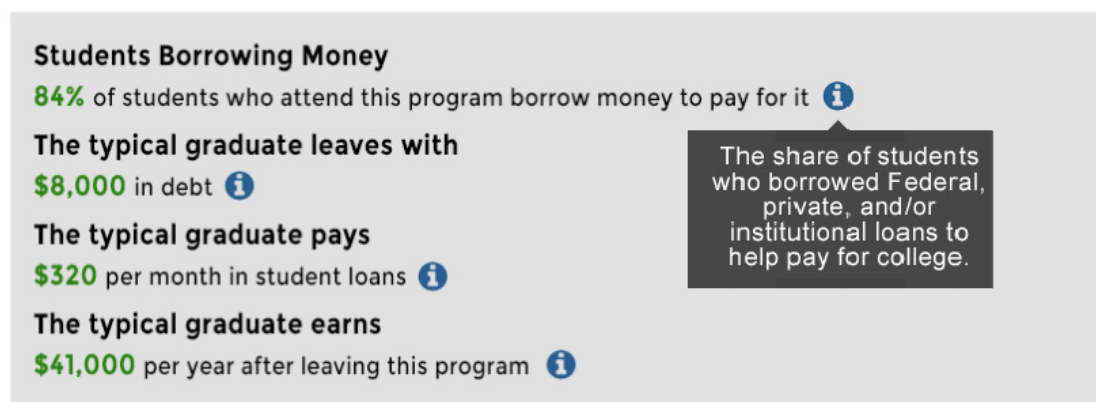 Students Borrowing Money
84% of students who attend this program borrow money to pay for it
The typical graduate leaves with
$8,000 in debt
The typical graduate pays
$320 per month in student loans
The typical graduate earns
$41,000 per year after leaving this program
The share of students
who borrowed Federal,
private, and/or
institutional loans to
help pay for college.